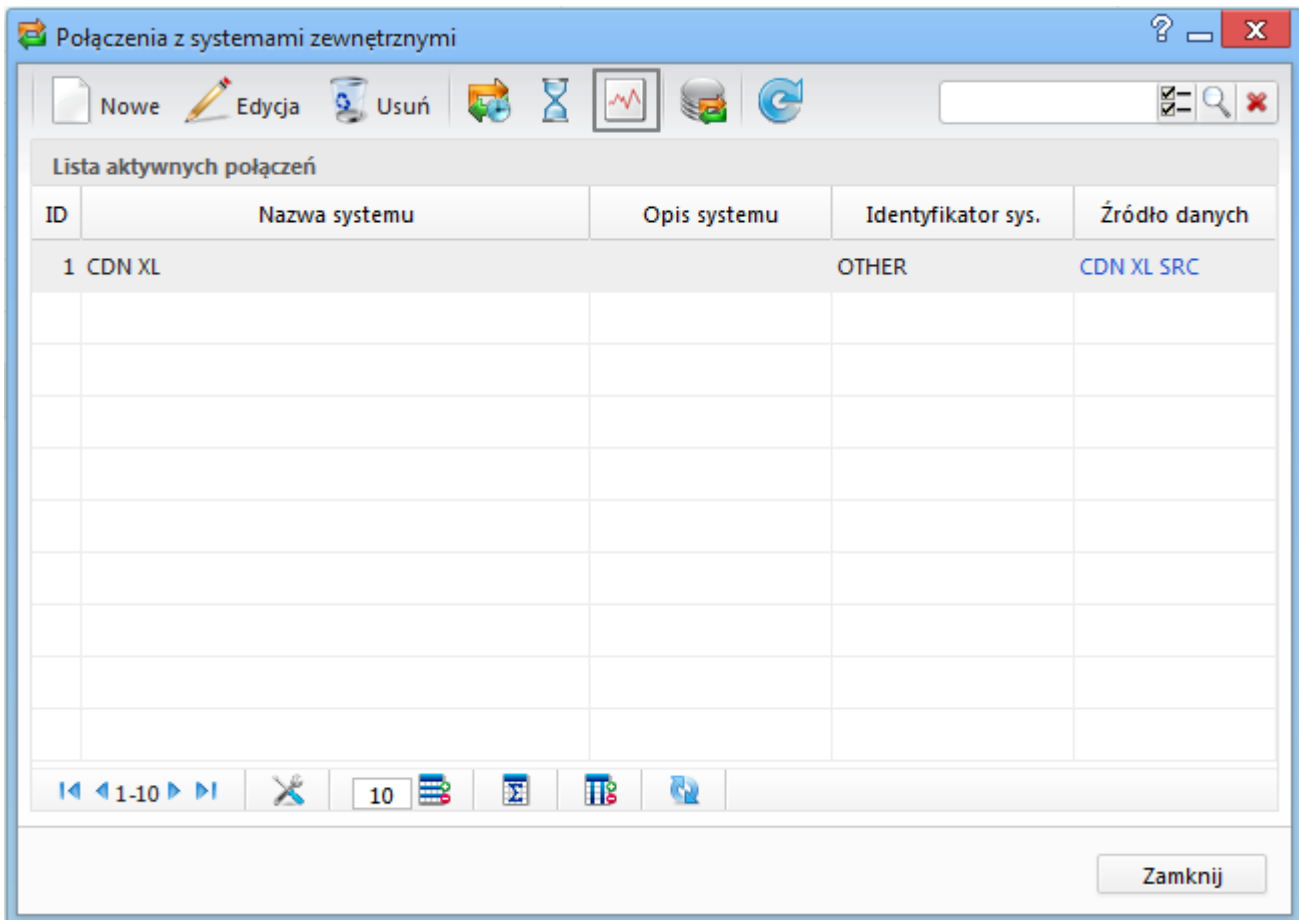 Połączenia z systemami zewnętrznymi
Nowe Edycja Usuń
Lista aktywnych połączeń
ID Nazwa systemu Opis systemu Identyfikator sys. Źródło danych
1 CDN XL OTHER CDN XL SRC
1-10 10
Zamknij